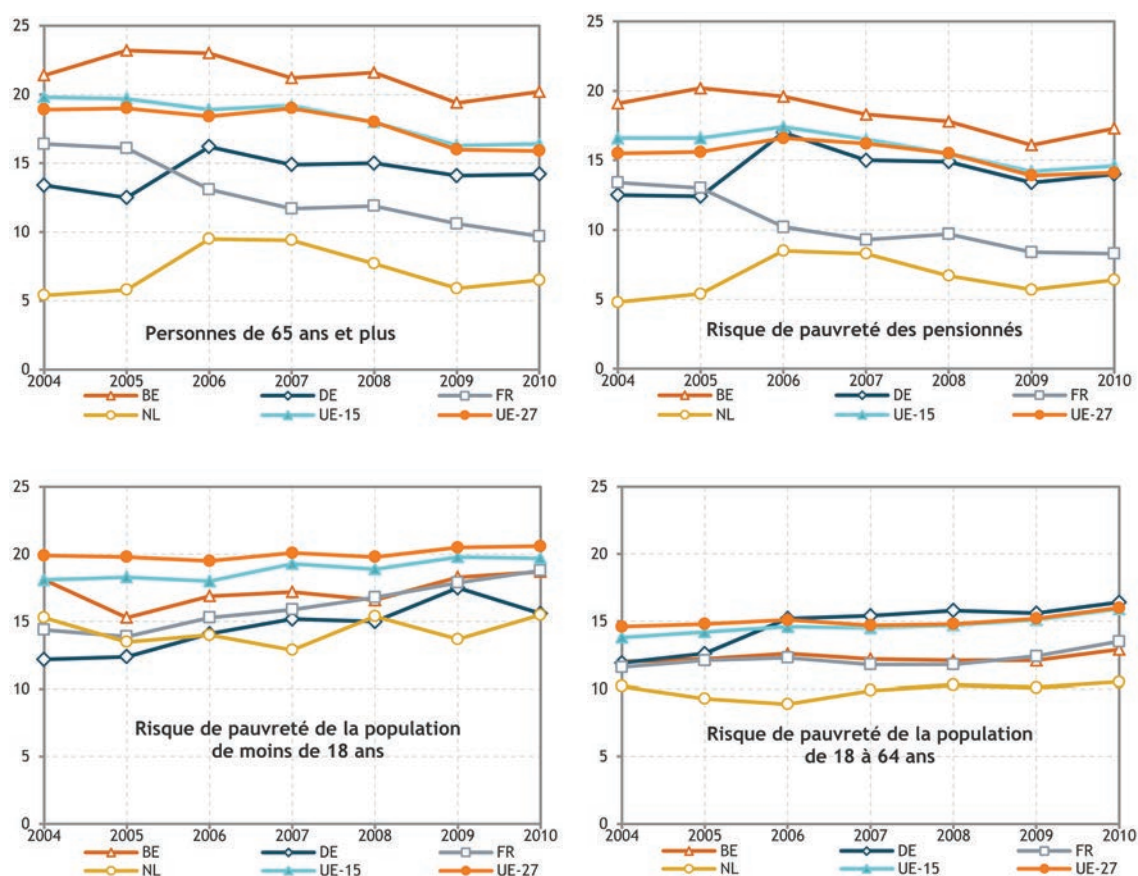 25
20
15
10
5
0
Personnes de 65 ans et plus
2004 2005 2006 2007 2008 2009 2010
BE DE FR
NL UE-15 UE-27
25
20
15
10
5
0
Risque de pauvreté des pensionnés
2004 2005 2006 2007 2008 2009 2010
BE DE FR
NL UE-15 UE-27
25
20
15
10
5
0
Risque de pauvreté de la population
de moins de 18 ans
2004 2005 2006 2007 2008 2009 2010
BE DE FR
NL UE-15 UE-27
25
20
15
10
5
0
Risque de pauvreté de la population
de 18 à 64 ans
2004 2005 2006 2007 2008 2009 2010
BE DE FR
NL UE-15 UE-27